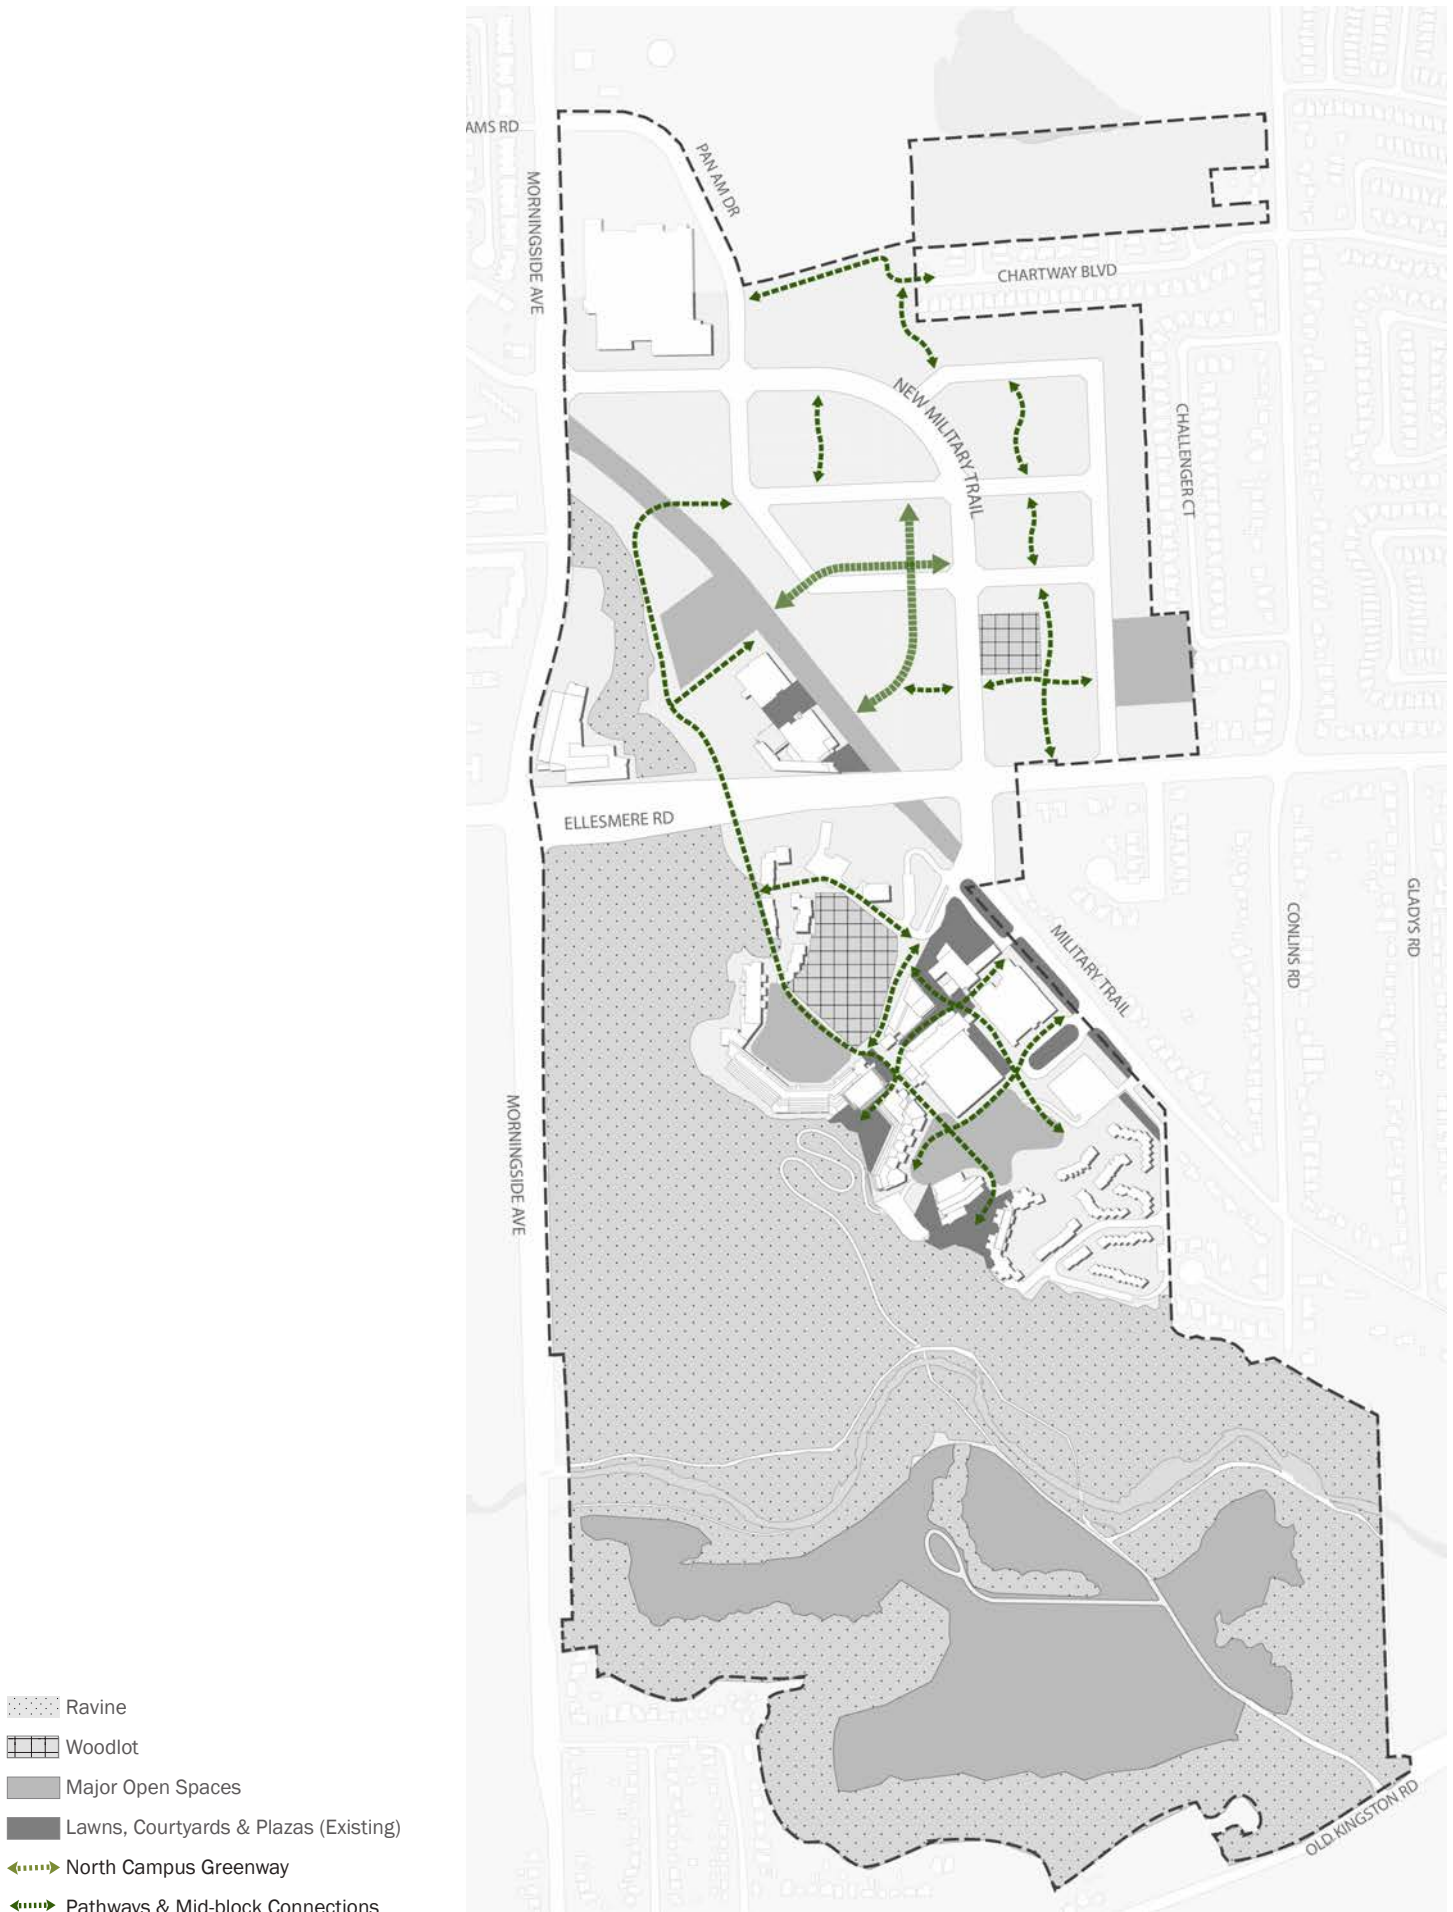 AMS RD
PAN AM DR
MORNINGSIDE AVE
CHARTWAY BLVD
NEW MILITARY TRAIL
CHALLENGER CT
ELLESMERE RD
MILITARY TRAIL
CONLINS RD
GLADYS RD
MORNINGSIDE AVE
OLD KINGSTON RD
Ravine
Woodlot
Major Open Spaces
Lawns, Courtyards & Plazas (Existing)
North Campus Greenway
Pathways & Mid-block Connections